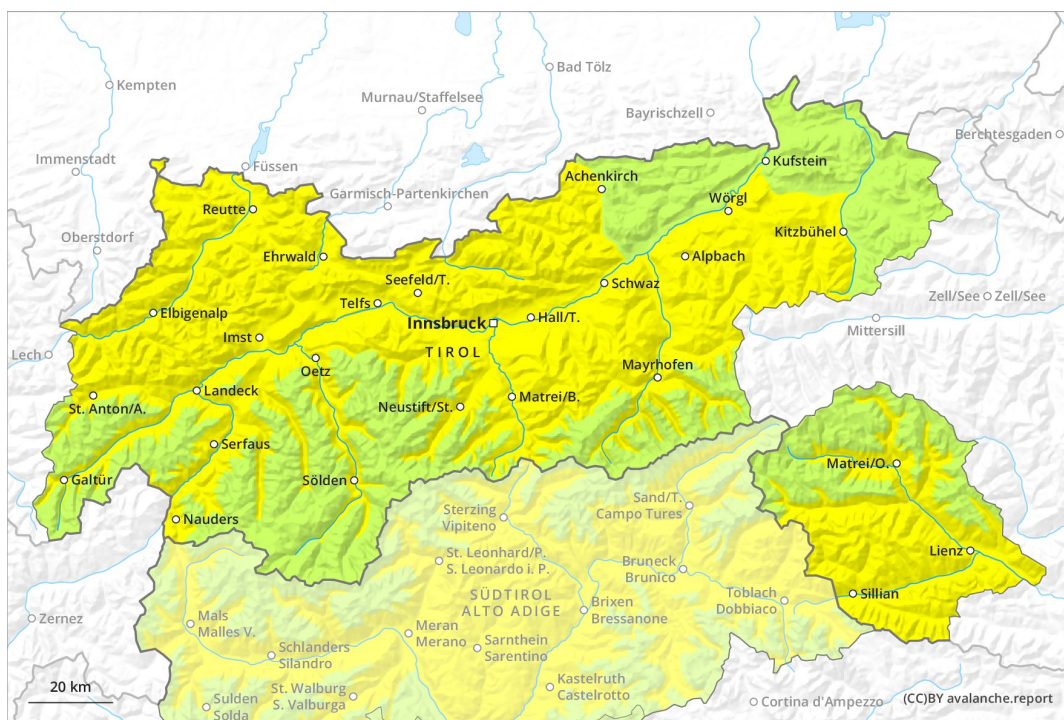 Bad Tölz
Kempten
Murnau/Staffelsee
Bayrischzell
Berchtesgaden
Immenstadt
Füssen
Kufstein
Achenkirch
Garmisch-Partenkirchen
Wörgl
Reutte
Kitzbühel
Oberstdorf
Ehrwald
Alpbach
Seefeld/T.
Schwaz
Zell/See
Zell/See
Telfs
Elbigenalp
Hall/T.
Innsbruck
Mittersill
Imst
TIROL
Lech
Oetz
Mayrhofen
Landeck
Matrei/B.
St. Anton/A.
Neustift/St.
Serfaus
Matrei/O.
Galtür
Sölden
Sand/T.
Campo Tures
Sterzing
Vipiteno
Nauders
Lienz
St. Leonhard/P.
S. Leonardo i. P.
Bruneck
Brunico
SÜDTIROL
ALTO ADIGE
Sillian
Toblach
Dobbiaco
Brixen
Bressanone
Zernez
Mals
Malles V.
Meran
Merano
Sarnthein
Sarentino
Schlanders
Silandro
Kastelruth
Castelrotto
20 km
St. Walburg
S. Valburga
Sulden
Solda
Cortina d'Ampezzo
(CC)BY avalanche.report